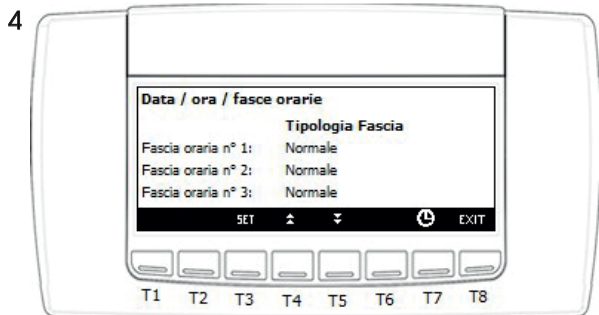 4
Data / ora / fasce orarie
Tipologia Fascia
Fascia oraria n° 1: Normale
Fascia oraria n° 2: Normale
Fascia oraria n° 3: Normale
SET EXIT
T1 T2 T3 T4 T5 T6 T7 T8